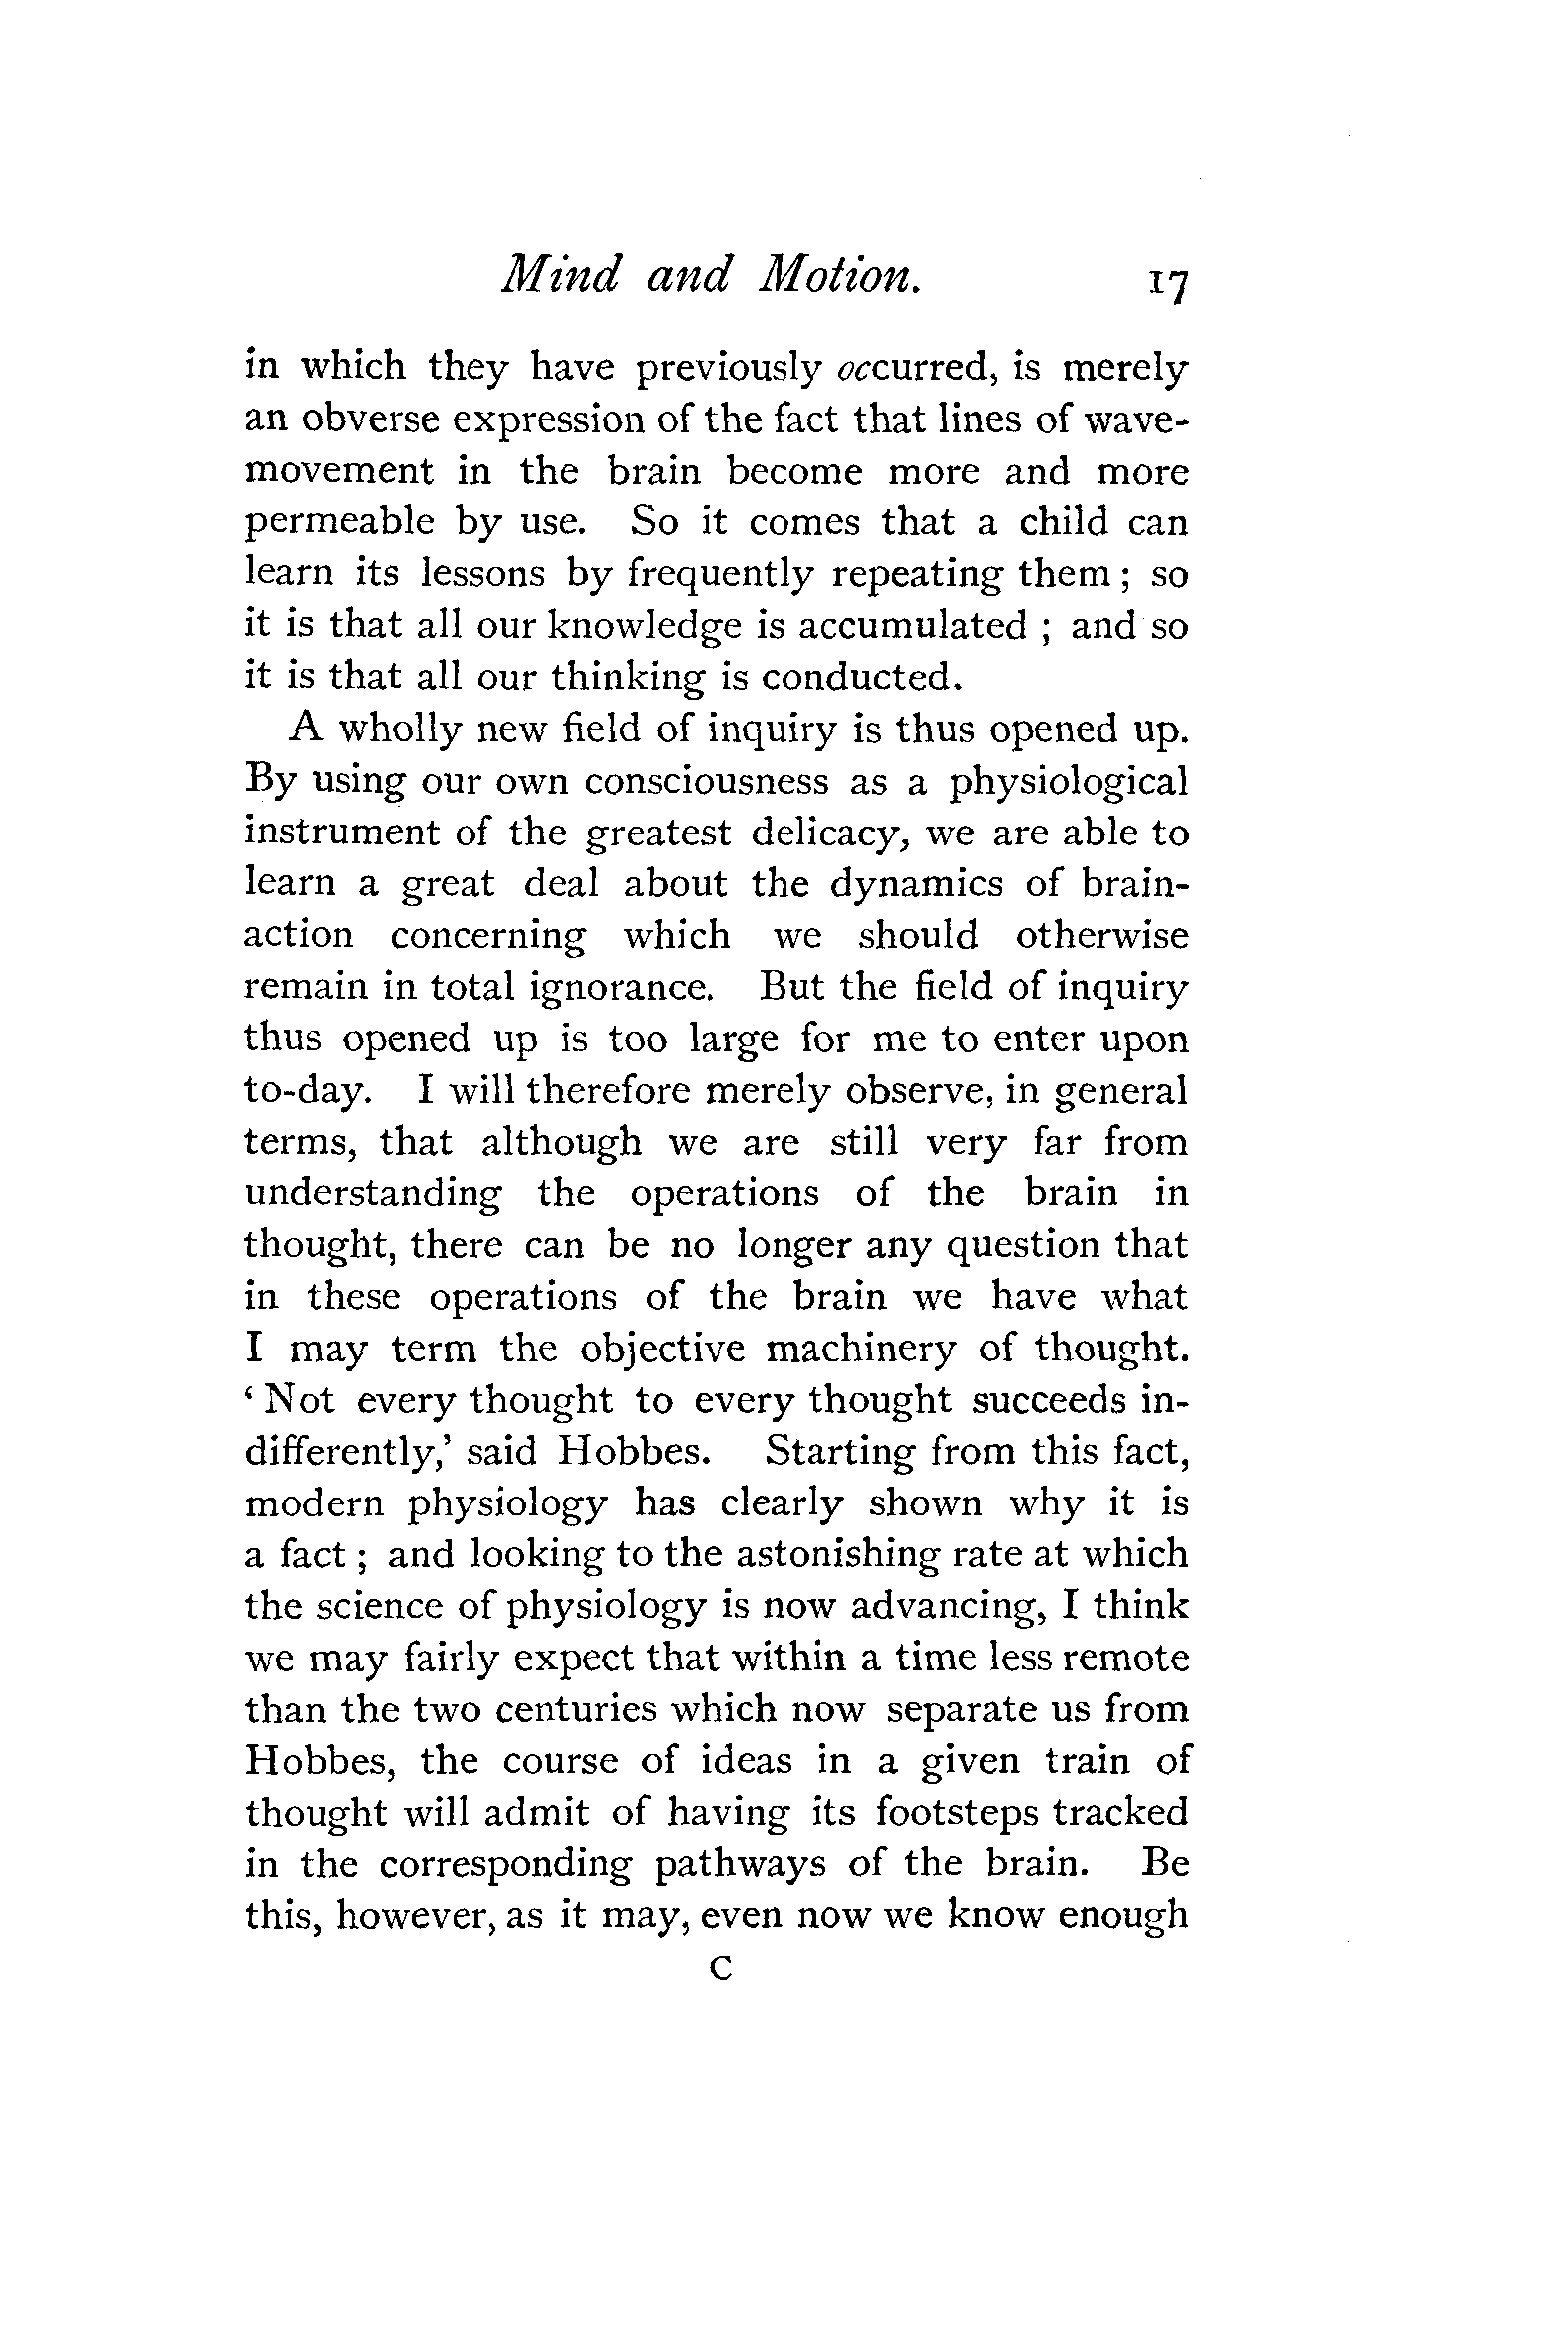 Mind and Motion. 17
in which they have previously occurred, is merely
an obverse expression of the fact that lines of wave-
movement in the brain become more and more
permeable by use. So it comes that a child can
learn its lessons by frequently repeating them ; so
it is that all our knowledge is accumulated ; and so
it is that all our thinking is conducted.
A wholly new field of inquiry is thus opened up.
By using our own consciousness as a physiological
instrument of the greatest delicacy, we are able to
learn a great deal about the dynamics of brain-
action concerning which we should otherwise
remain in total ignorance. But the field of inquiry
thus opened up is too large for me to enter upon
to-day. I will therefore merely observe, in general
terms, that although we are still very far from
understanding the operations of the brain in
thought, there can be no longer any question that
in these operations of the brain we have what
I may term the objective machinery of thought.
‘ Not every thought to every thought succeeds in-
differently,’ said Hobbes. Starting from this fact,
modern physiology has clearly shown why it is
a fact ; and looking to the astonishing rate at which
the science of physiology is now advancing, I think
we may fairly expect that within a time less remote
than the two centuries which now separate us from
Hobbes, the course of ideas in a given train of
thought will admit of having its footsteps tracked
in the corresponding pathways of the brain. Be
this, however, as it may, even now we know enough
C